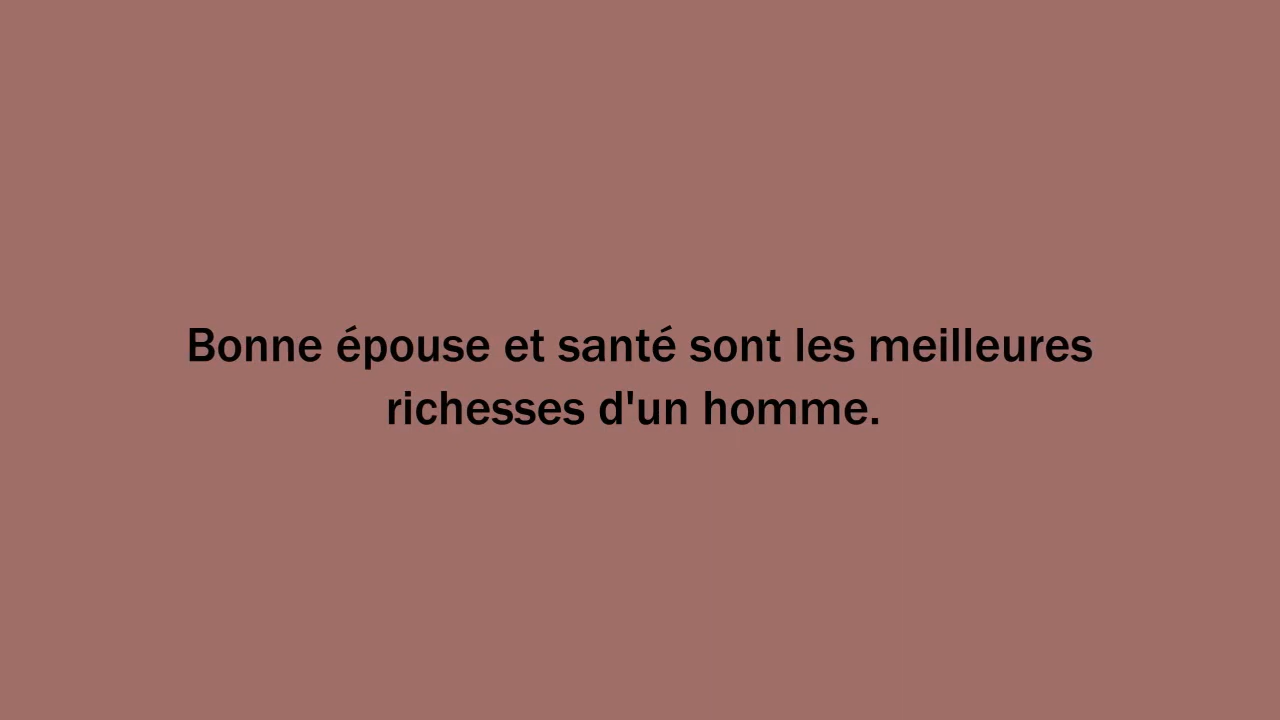 Bonne épouse et santé sont les meilleures
richesses d'un homme.